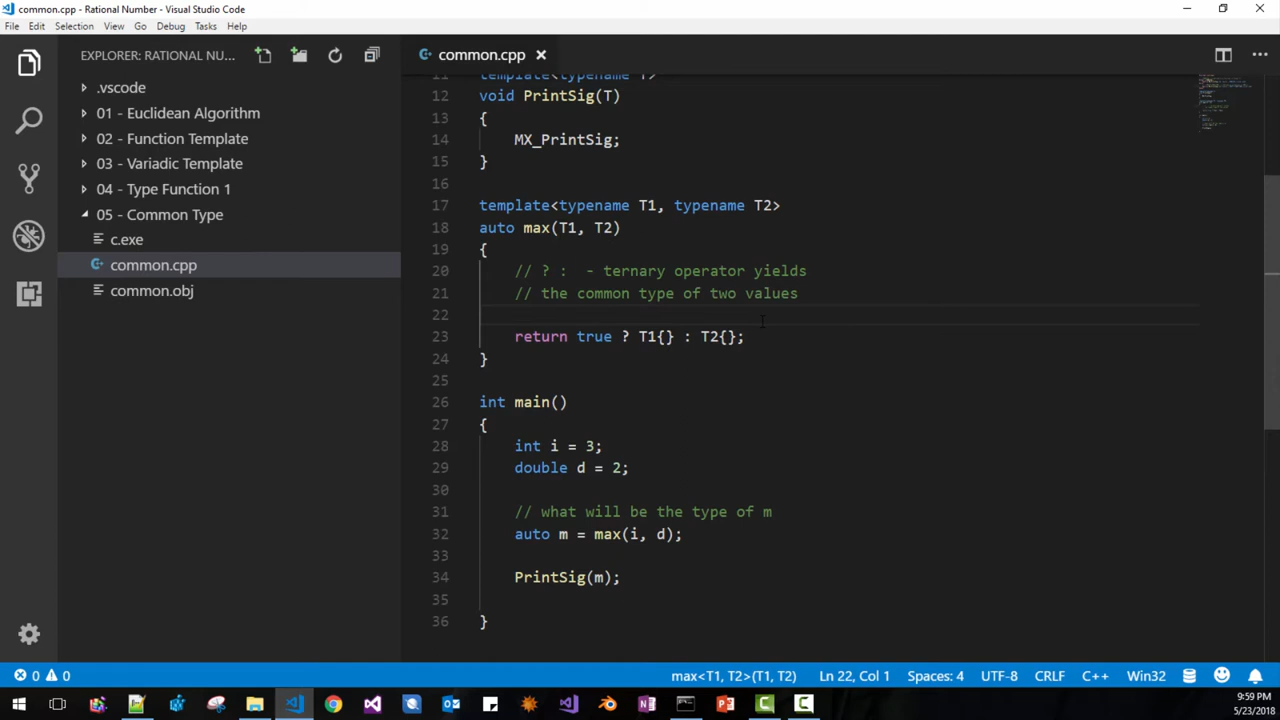 common.cpp - Rational Number - Visual Studio Code
File Edit Selection View Go Debug Tasks Help
EXPLORER: RATIONAL NU...
common.cpp
.vscode
01 - Euclidean Algorithm
02 - Function Template
03 - Variadic Template
04 - Type Function 1
05 - Common Type
c.exe
common.cpp
common.obj
11 template<typename T>
12 void PrintSig(T)
13 {
14 MX_PrintSig;
15 }
16
17 template<typename T1, typename T2>
18 auto max(T1, T2)
19 {
20 // ? :  - ternary operator yields
21 // the common type of two values
22
23 return true ? T1{} : T2{};
24 }
25
26 int main()
27 {
28 int i = 3;
29 double d = 2;
30
31 // what will be the type of m
32 auto m = max(i, d);
33
34 PrintSig(m);
35
36 }
0 0 max<T1, T2>(T1, T2) Ln 22, Col 1 Spaces: 4 UTF-8 CRLF C++ Win32
9:59 PM
5/23/2018